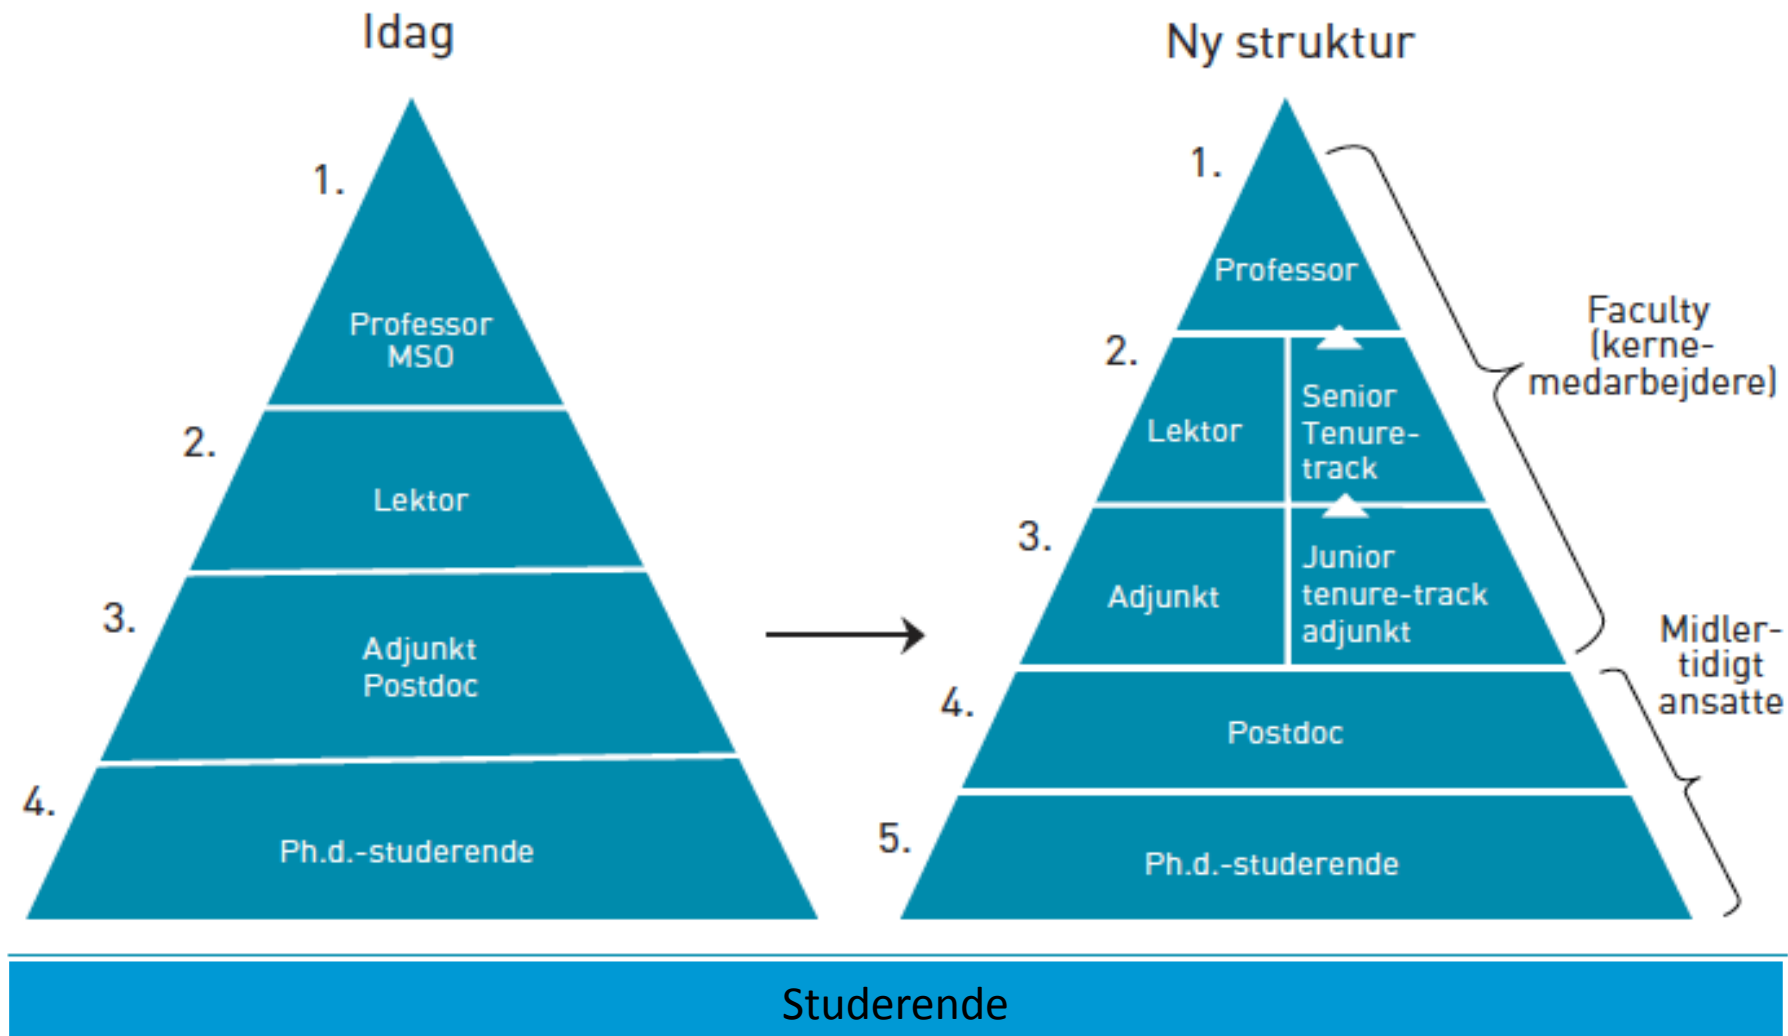 Idag
1.
Professor
MSO
2.
Lektor
3.
Adjunkt
Postdoc
4.
Ph.d.-studerende
Ny struktur
1.
Professor
2.
Lektor
Senior
Tenure-
track
3.
Adjunkt
Junior
tenure-track
adjunkt
4.
Postdoc
5.
Ph.d.-studerende
Faculty
(kerne-
medarbejdere)
Midler-
tidigt
ansatte
Studerende